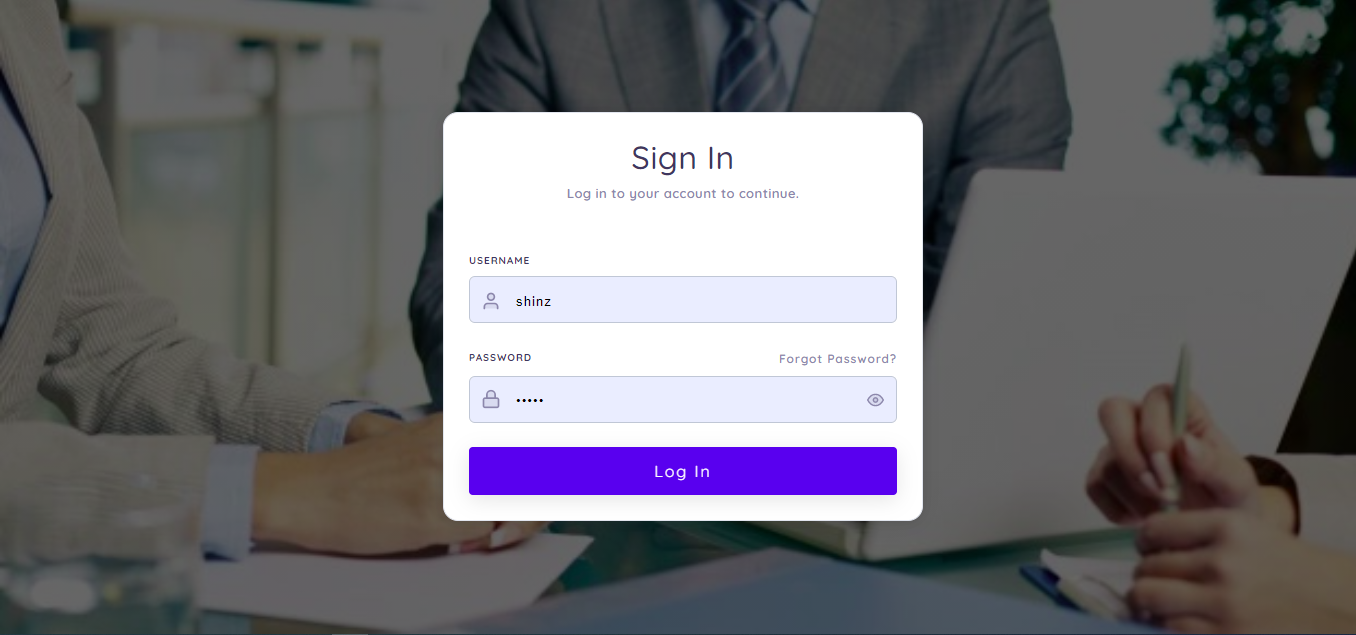 Sign In
Log in to your account to continue.
USERNAME
shinz
PASSWORD
Forgot Password?
•••••
Log In